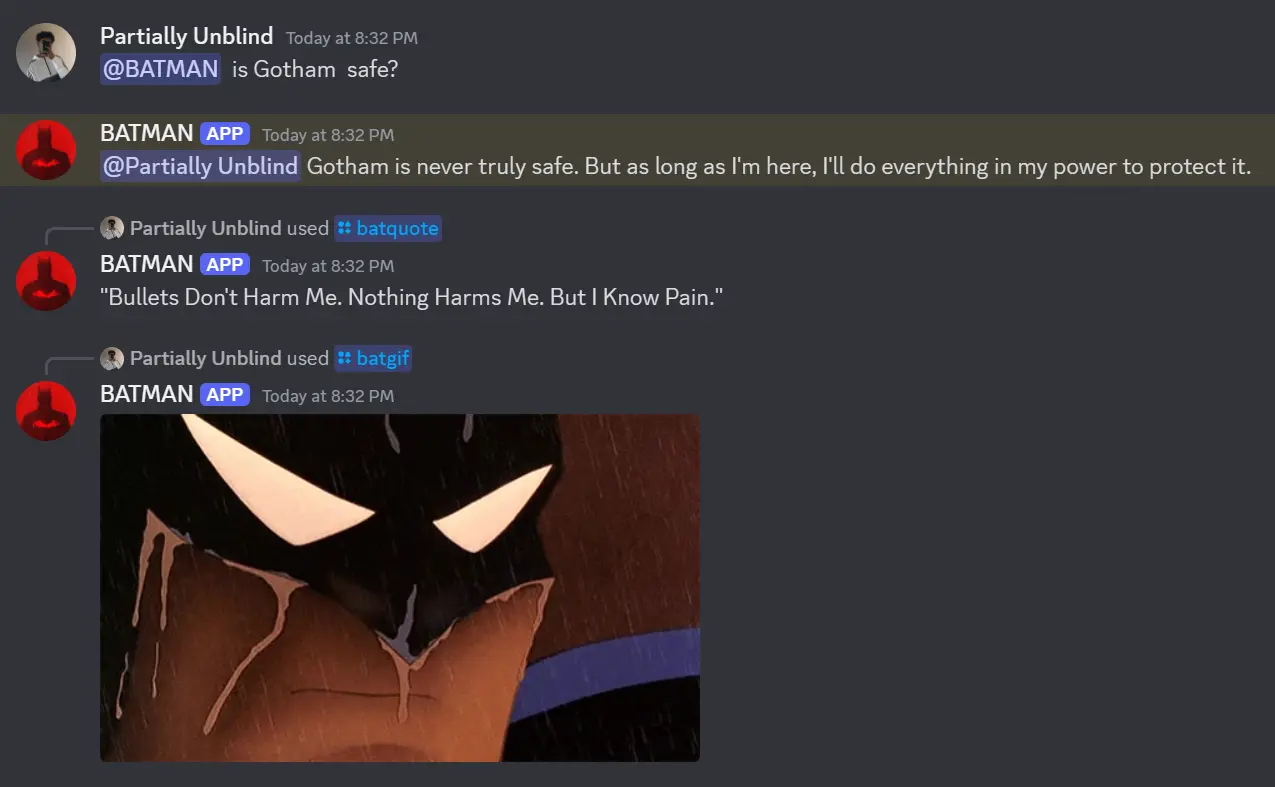 Partially Unblind Today at 8:32 PM
@BATMAN is Gotham safe?
BATMAN APP Today at 8:32 PM
@Partially Unblind Gotham is never truly safe. But as long as I'm here, I'll do everything in my power to protect it.
Partially Unblind used batquote
BATMAN APP Today at 8:32 PM
"Bullets Don't Harm Me. Nothing Harms Me. But I Know Pain."
Partially Unblind used batgif
BATMAN APP Today at 8:32 PM